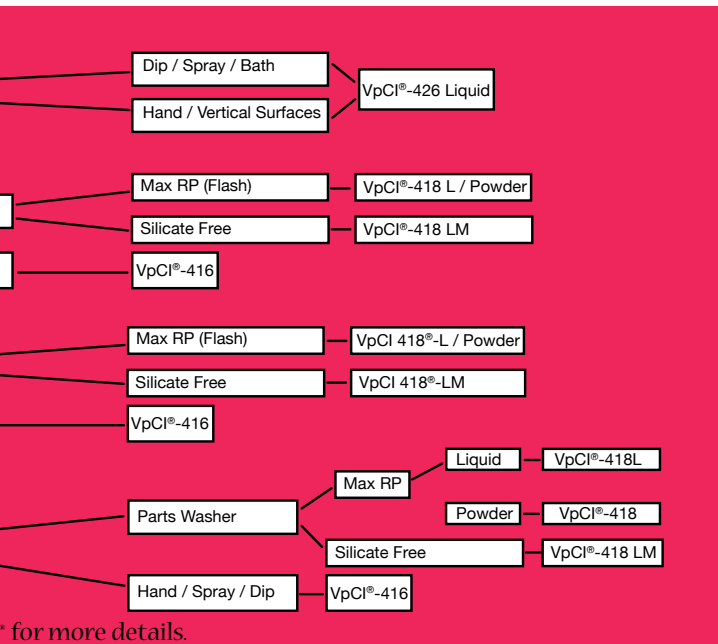 Dip / Spray / Bath
VpCI®-426 Liquid
Hand / Vertical Surfaces
Max RP (Flash)
VpCI®-418 L / Powder
Silicate Free
VpCI®-418 LM
VpCI®-416
Max RP (Flash)
VpCI 418®-L / Powder
Silicate Free
VpCI 418®-LM
VpCI®-416
Liquid
VpCI®-418L
Max RP
Parts Washer
Powder
VpCI®-418
Silicate Free
VpCI®-418 LM
Hand / Spray / Dip
VpCI®-416
® for more details.